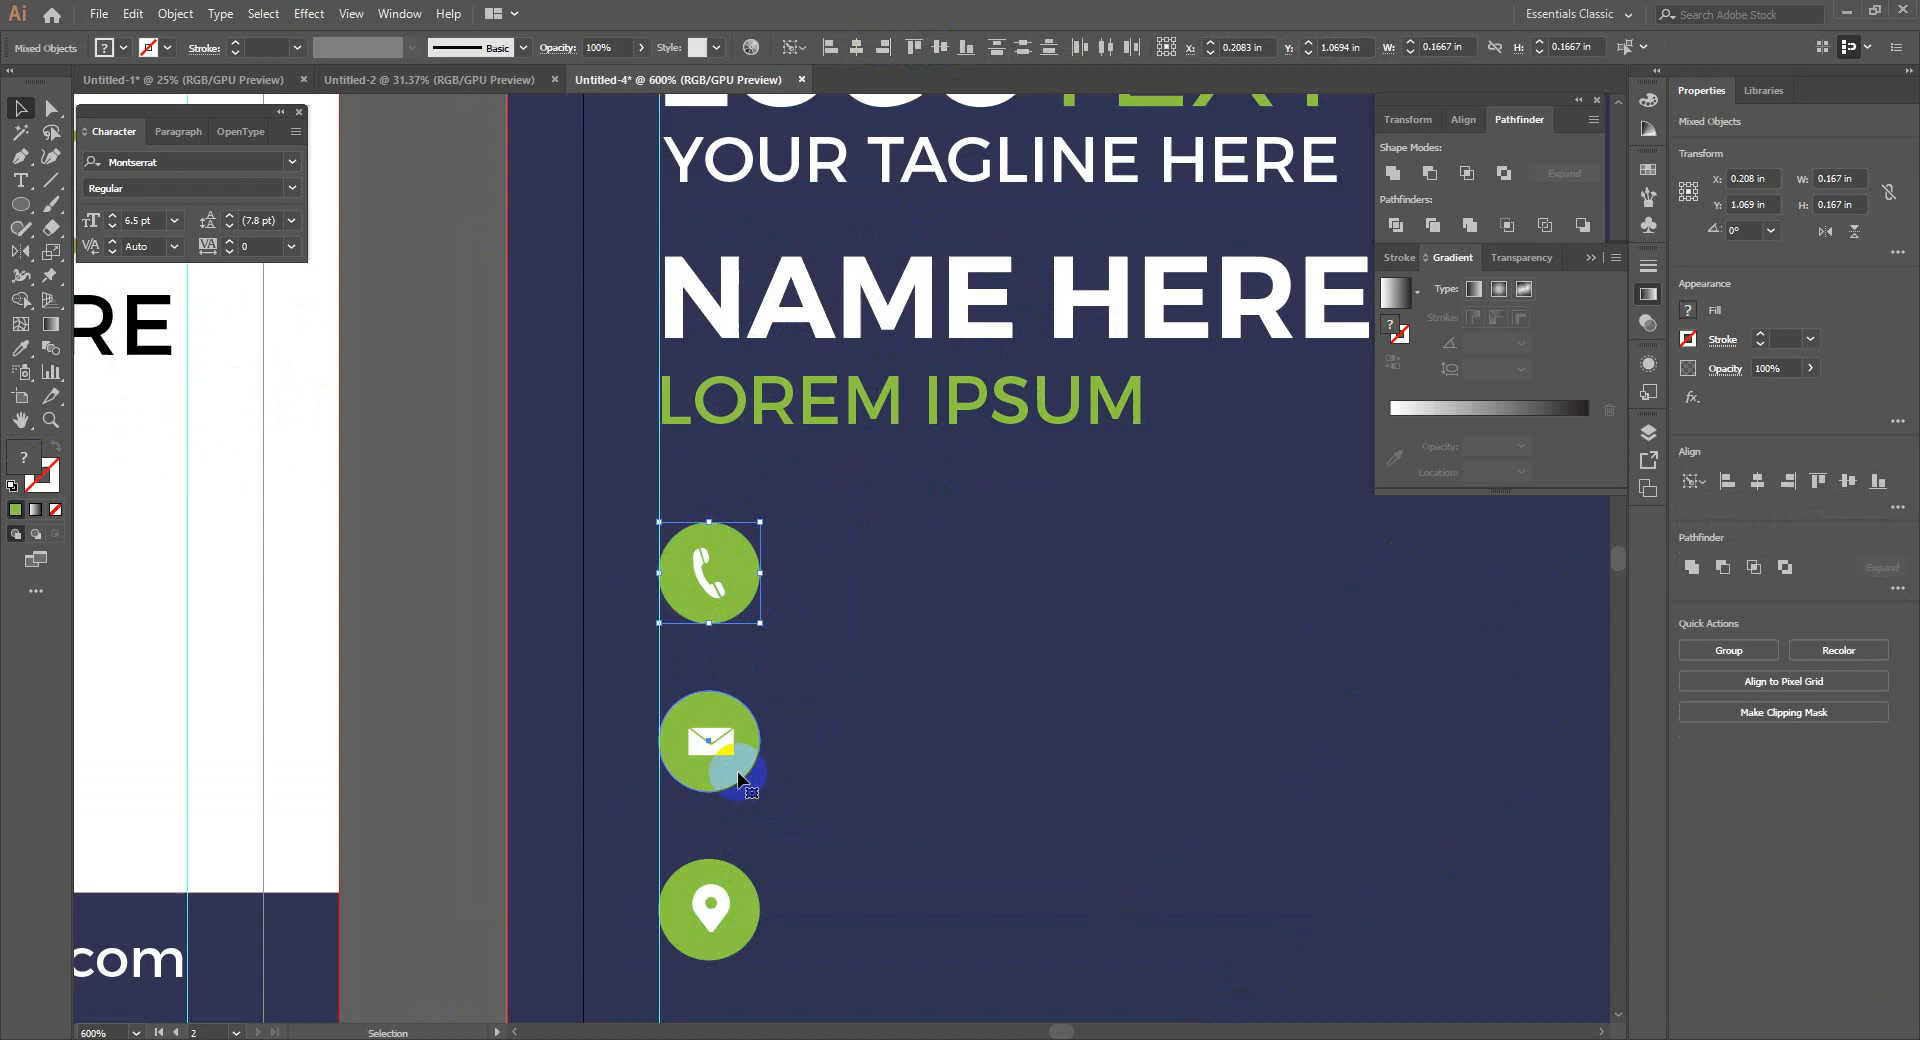 Ai File Edit Object Type Select Effect View Window Help Essentials Classic Search Adobe Stock
Mixed Objects ? Stroke: Basic Opacity: 100% Style: X: 0.2083 in Y: 1.0694 in W: 0.1667 in H: 0.1667 in
Untitled-1* @ 25% (RGB/GPU Preview) × Untitled-2 @ 31.37% (RGB/GPU Preview) × Untitled-4* @ 600% (RGB/GPU Preview) ×
Character Paragraph OpenType
Montserrat
Regular
6.5 pt (7.8 pt)
Auto 0
RE
.com
LOGO TEXT
YOUR TAGLINE HERE
NAME HERE
LOREM IPSUM
Transform Align Pathfinder
Shape Modes:
Expand
Pathfinders:
Stroke Gradient Transparency
Type:
Stroke:
?
Opacity:
Location:
Properties Libraries
Mixed Objects
Transform
X: 0.208 in W: 0.167 in
Y: 1.069 in H: 0.167 in
0°
Appearance
? Fill
Stroke
Opacity 100%
fx.
Align
Pathfinder
Expand
Quick Actions
Group Recolor
Align to Pixel Grid
Make Clipping Mask
?
600% 2 Selection